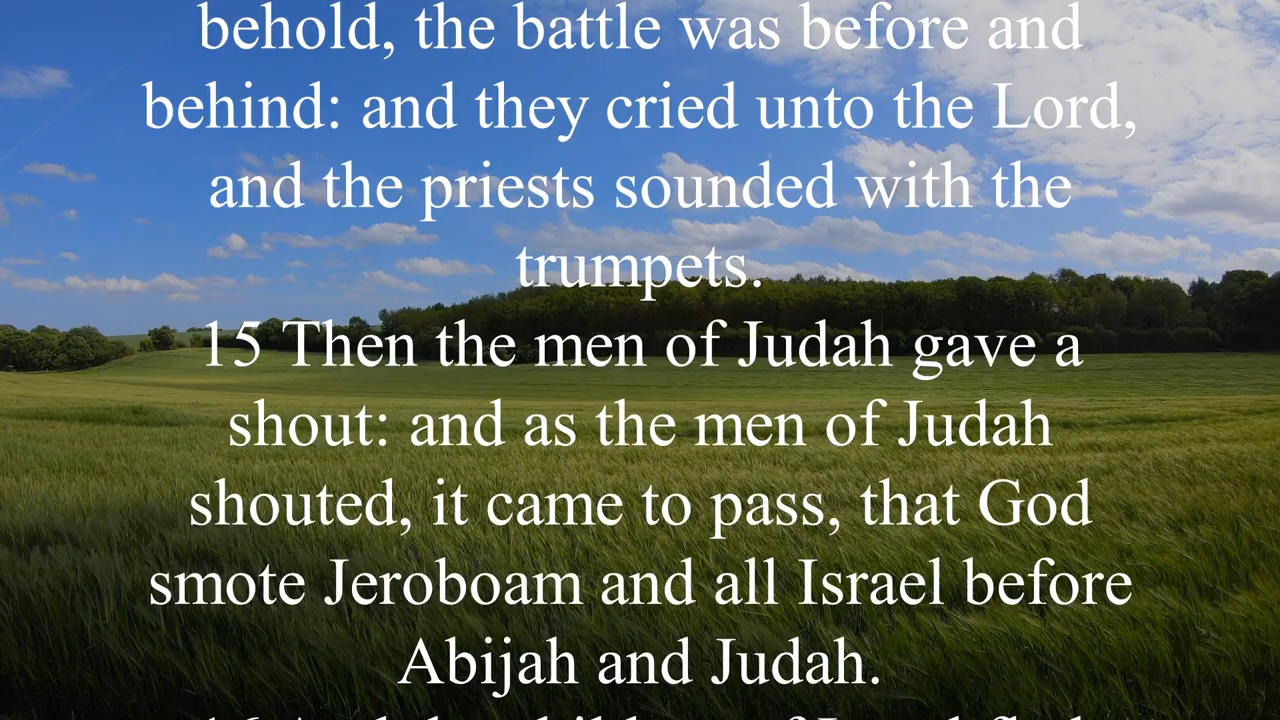 behold, the battle was before and
behind: and they cried unto the Lord,
and the priests sounded with the
trumpets.
15 Then the men of Judah gave a
shout: and as the men of Judah
shouted, it came to pass, that God
smote Jeroboam and all Israel before
Abijah and Judah.